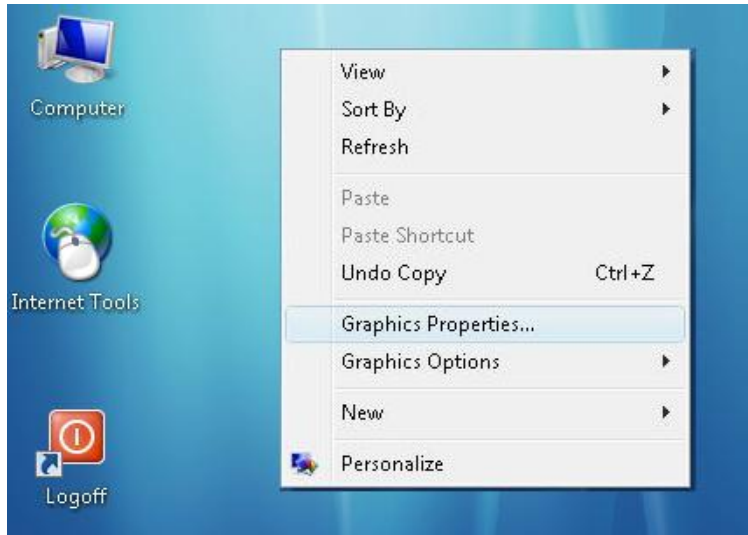 Computer
Internet Tools
Logoff
View
Sort By
Refresh
Paste
Paste Shortcut
Undo Copy Ctrl+Z
Graphics Properties...
Graphics Options
New
Personalize